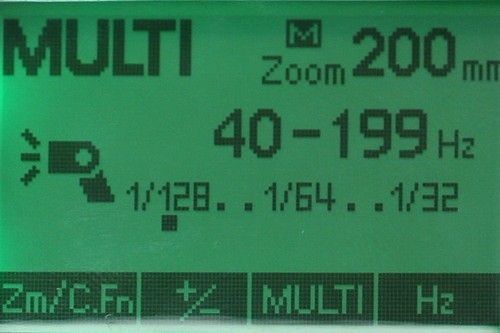 MULTI M Zoom 200 mm
40-199 Hz
1/128..1/64..1/32
Zm/C.Fn +/- MULTI Hz